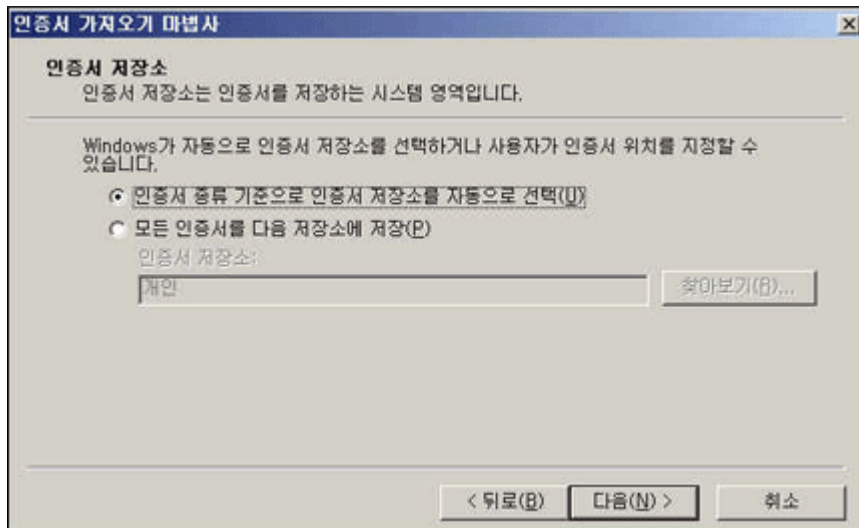 인증서 가져오기 마법사
인증서 저장소
인증서 저장소는 인증서를 저장하는 시스템 영역입니다.
Windows가 자동으로 인증서 저장소를 선택하거나 사용자가 인증서 위치를 지정할 수
있습니다.
인증서 종류 기준으로 인증서 저장소를 자동으로 선택(U)
모든 인증서를 다음 저장소에 저장(P)
인증서 저장소:
개인
찾아보기(R)...
< 뒤로(B)
다음(N) >
취소